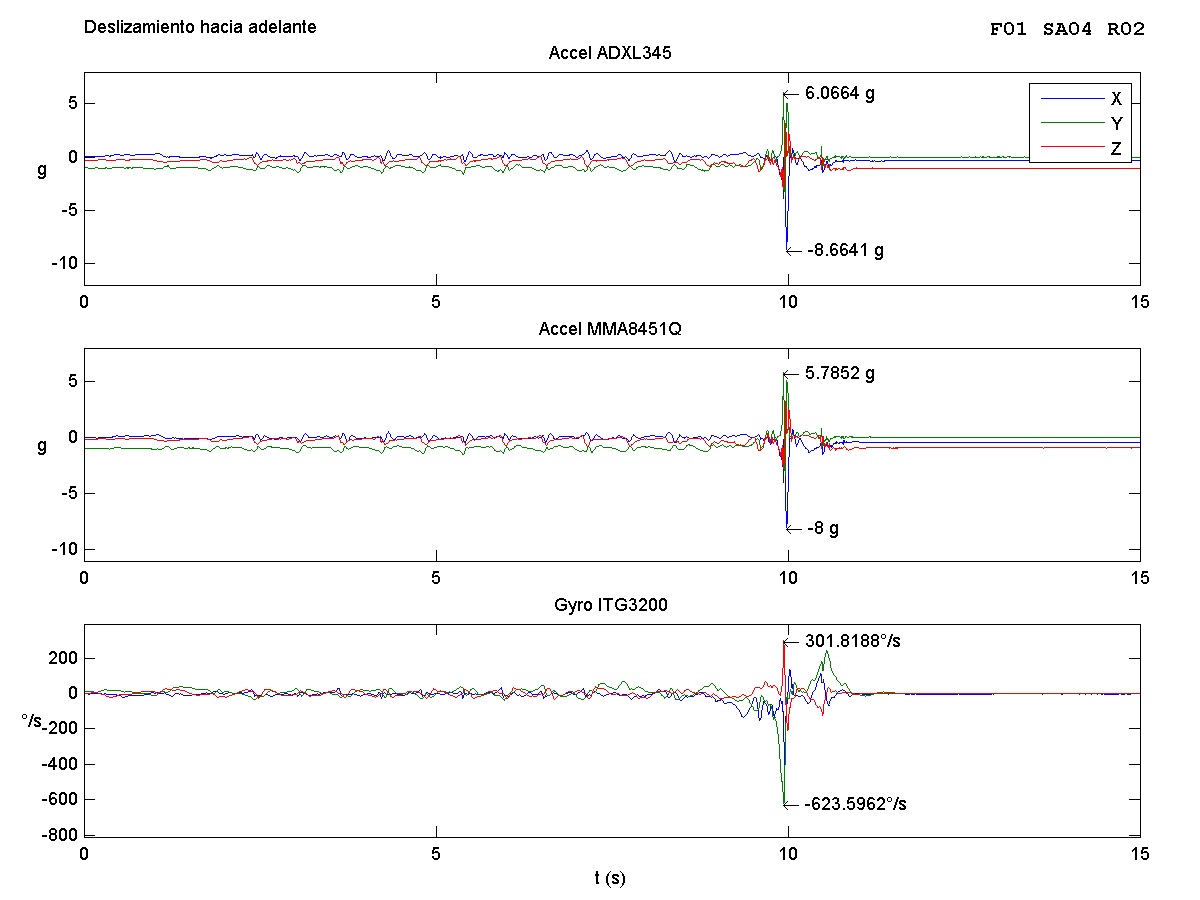 Deslizamiento hacia adelante
F01 SA04 R02
Accel ADXL345
6.0664 g
X
Y
Z
5
0
-5
-10
g
-8.6641 g
0 5 10 15
Accel MMA8451Q
5.7852 g
5
0
-5
-10
g
-8 g
0 5 10 15
Gyro ITG3200
301.8188°/s
200
0
-200
-400
-600
-800
°/s
-623.5962°/s
0 5 10 15
t (s)